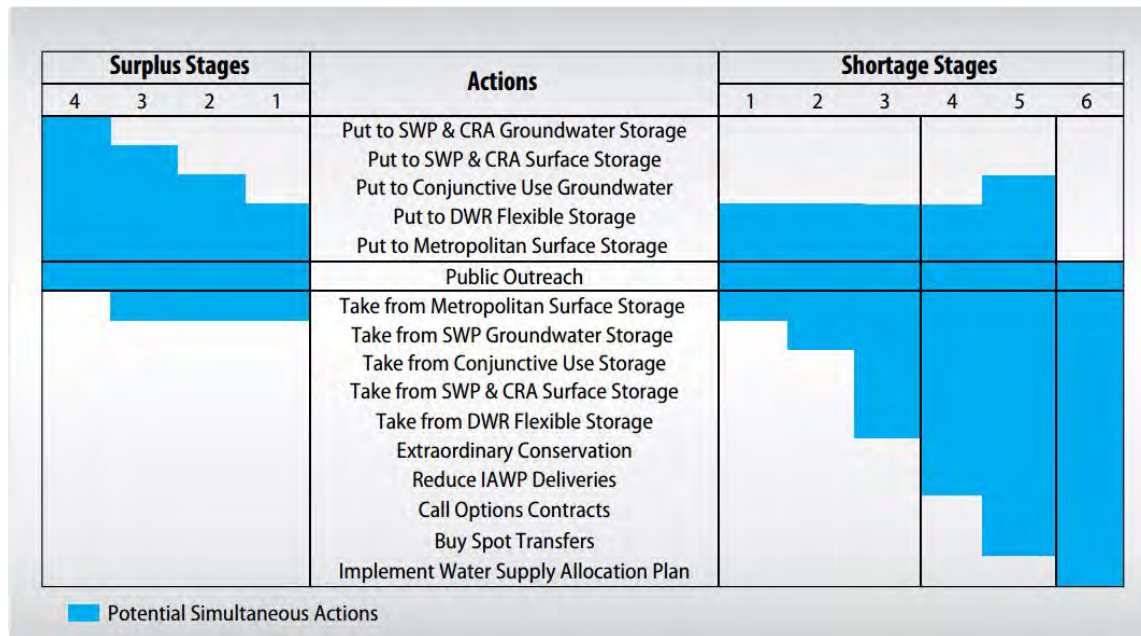 Surplus Stages
Actions
Shortage Stages
4 3 2 1
1 2 3 4 5 6
Put to SWP & CRA Groundwater Storage
Put to SWP & CRA Surface Storage
Put to Conjunctive Use Groundwater
Put to DWR Flexible Storage
Put to Metropolitan Surface Storage
Public Outreach
Take from Metropolitan Surface Storage
Take from SWP Groundwater Storage
Take from Conjunctive Use Storage
Take from SWP & CRA Surface Storage
Take from DWR Flexible Storage
Extraordinary Conservation
Reduce IAWP Deliveries
Call Options Contracts
Buy Spot Transfers
Implement Water Supply Allocation Plan
Potential Simultaneous Actions